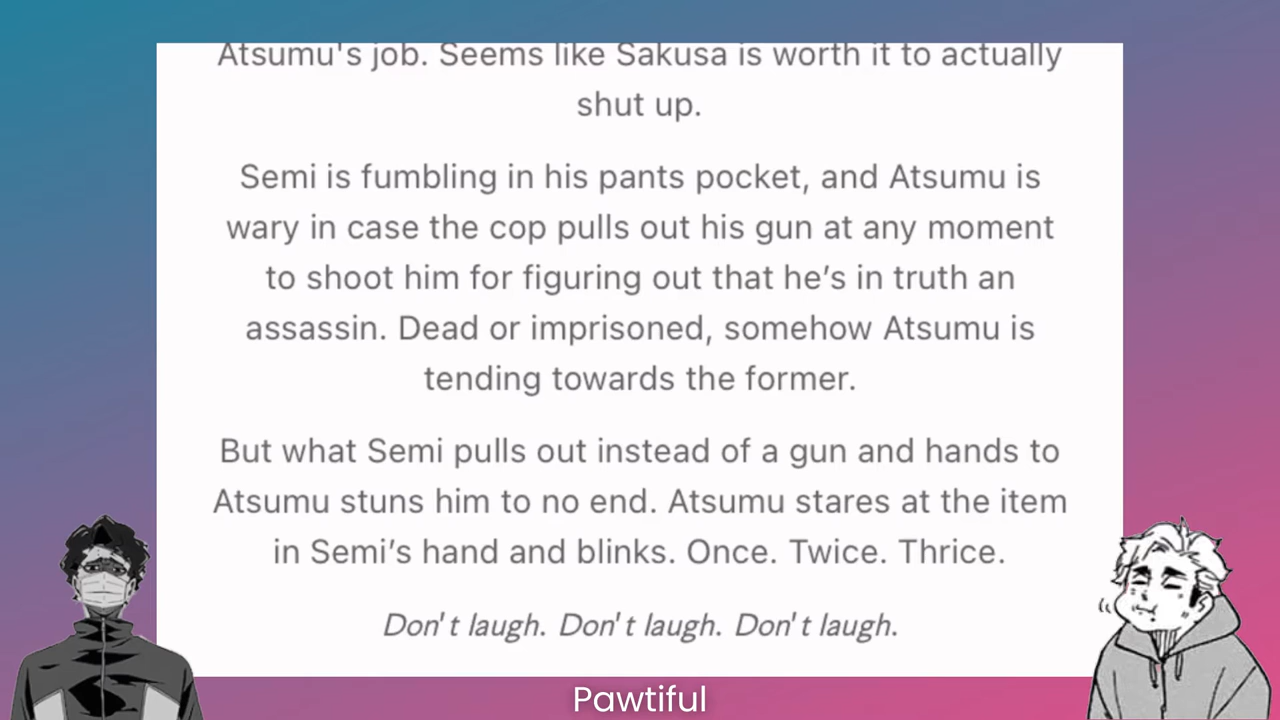 Atsumu's job. Seems like Sakusa is worth it to actually
shut up.
Semi is fumbling in his pants pocket, and Atsumu is
wary in case the cop pulls out his gun at any moment
to shoot him for figuring out that he’s in truth an
assassin. Dead or imprisoned, somehow Atsumu is
tending towards the former.
But what Semi pulls out instead of a gun and hands to
Atsumu stuns him to no end. Atsumu stares at the item
in Semi’s hand and blinks. Once. Twice. Thrice.
Don't laugh. Don't laugh. Don't laugh.
Pawtiful